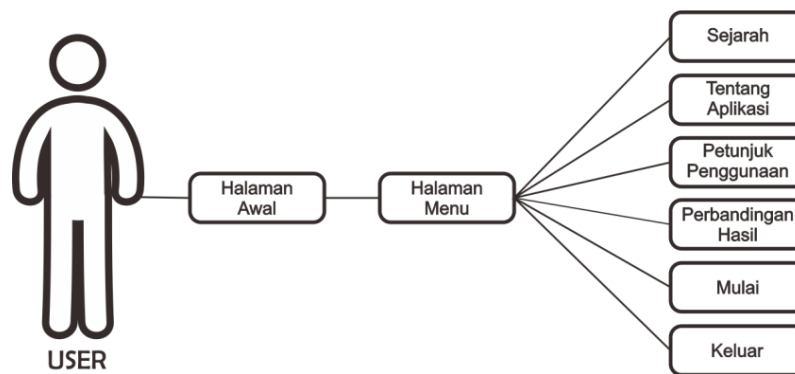 USER
Halaman
Awal
Halaman
Menu
Sejarah
Tentang
Aplikasi
Petunjuk
Penggunaan
Perbandingan
Hasil
Mulai
Keluar